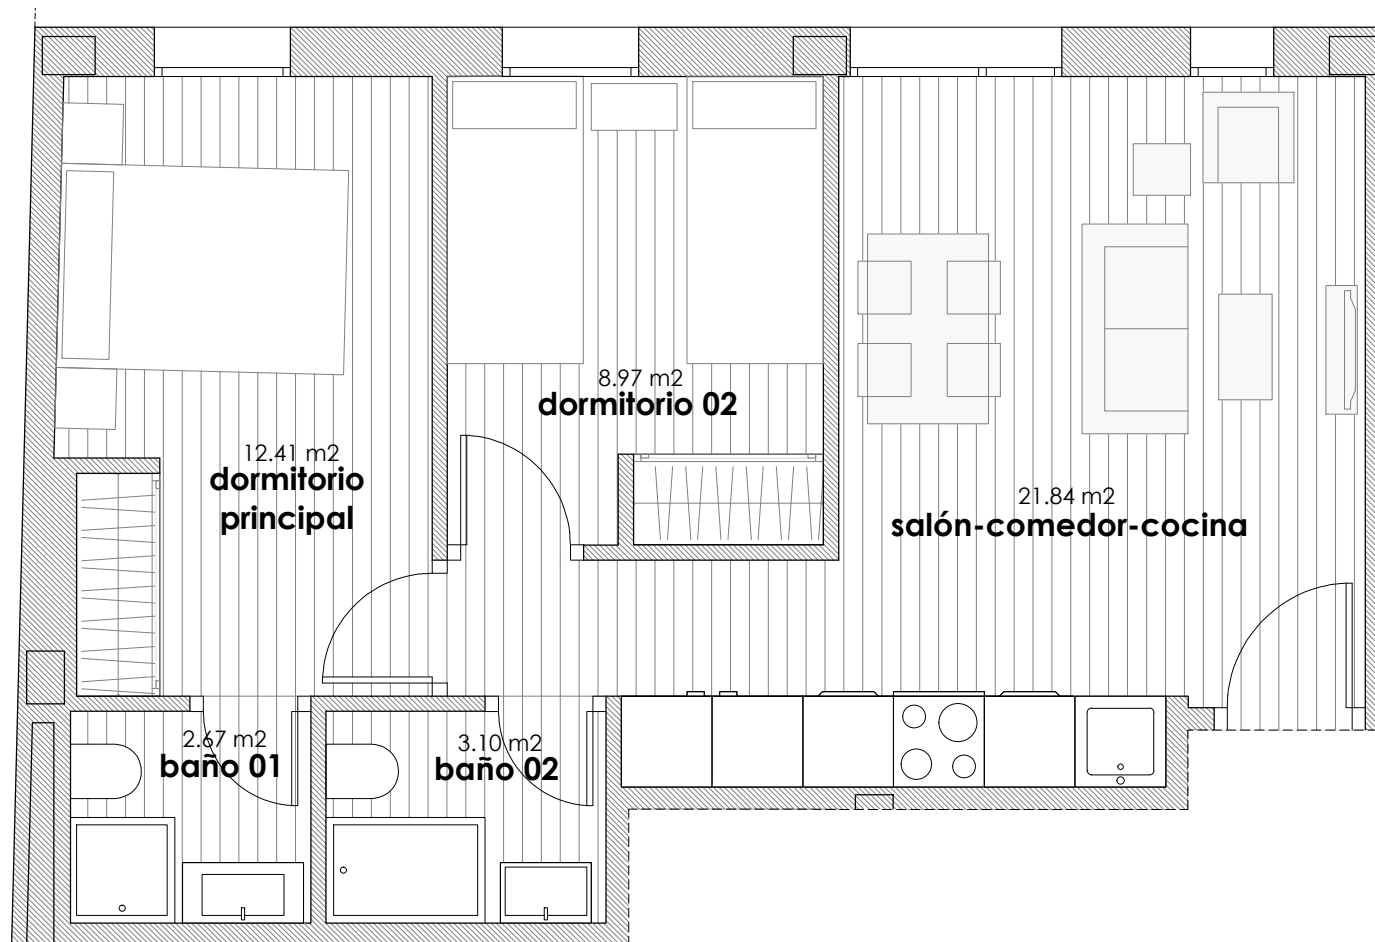 8.97 m2
dormitorio 02
12.41 m2
dormitorio
principal
21.84 m2
salón-comedor-cocina
2.67 m2
baño 01
3.10 m2
baño 02